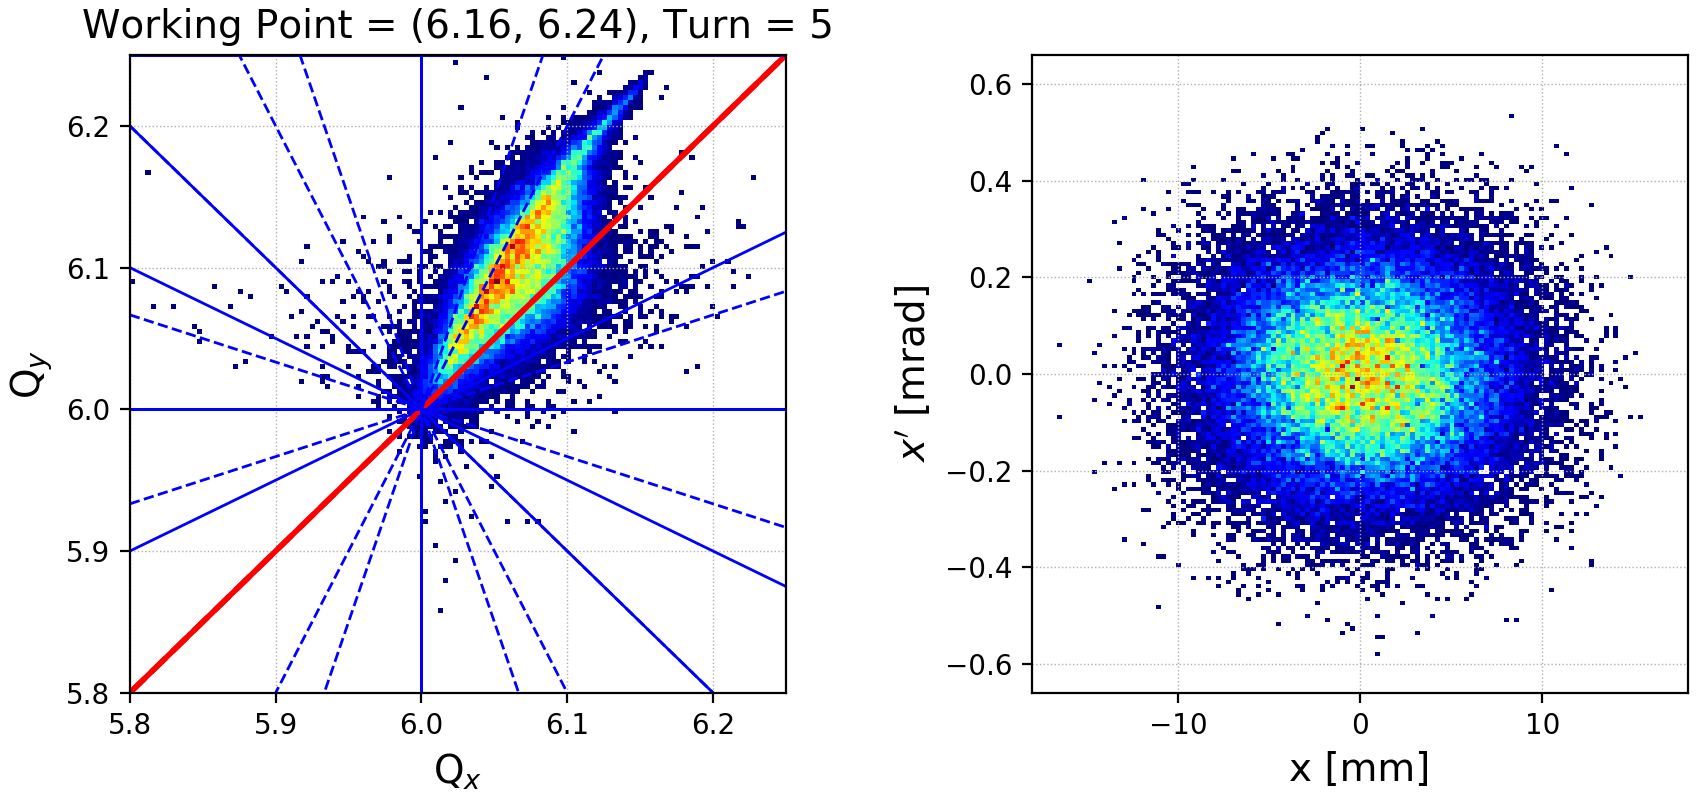 Working Point = (6.16, 6.24), Turn = 5
6.2
6.1
6.0
5.9
5.8
Qy
5.8 5.9 6.0 6.1 6.2
Qx
0.6
0.4
0.2
0.0
−0.2
−0.4
−0.6
x′ [mrad]
−10 0 10
x [mm]